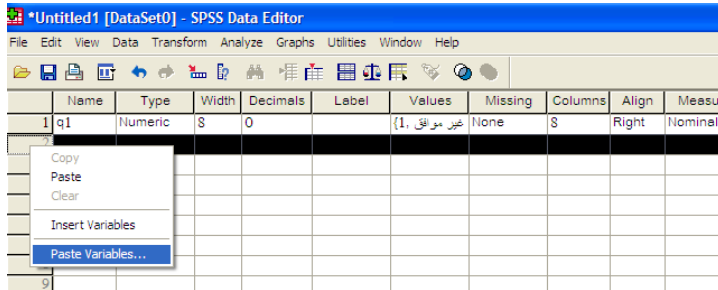 *Untitled1 [DataSet0] - SPSS Data Editor
File Edit View Data Transform Analyze Graphs Utilities Window Help
Name Type Width Decimals Label Values Missing Columns Align Measu
1 q1 Numeric 8 0 {1, غير موافق None 8 Right Nominal
2
Copy
Paste
Clear
Insert Variables
Paste Variables...
9